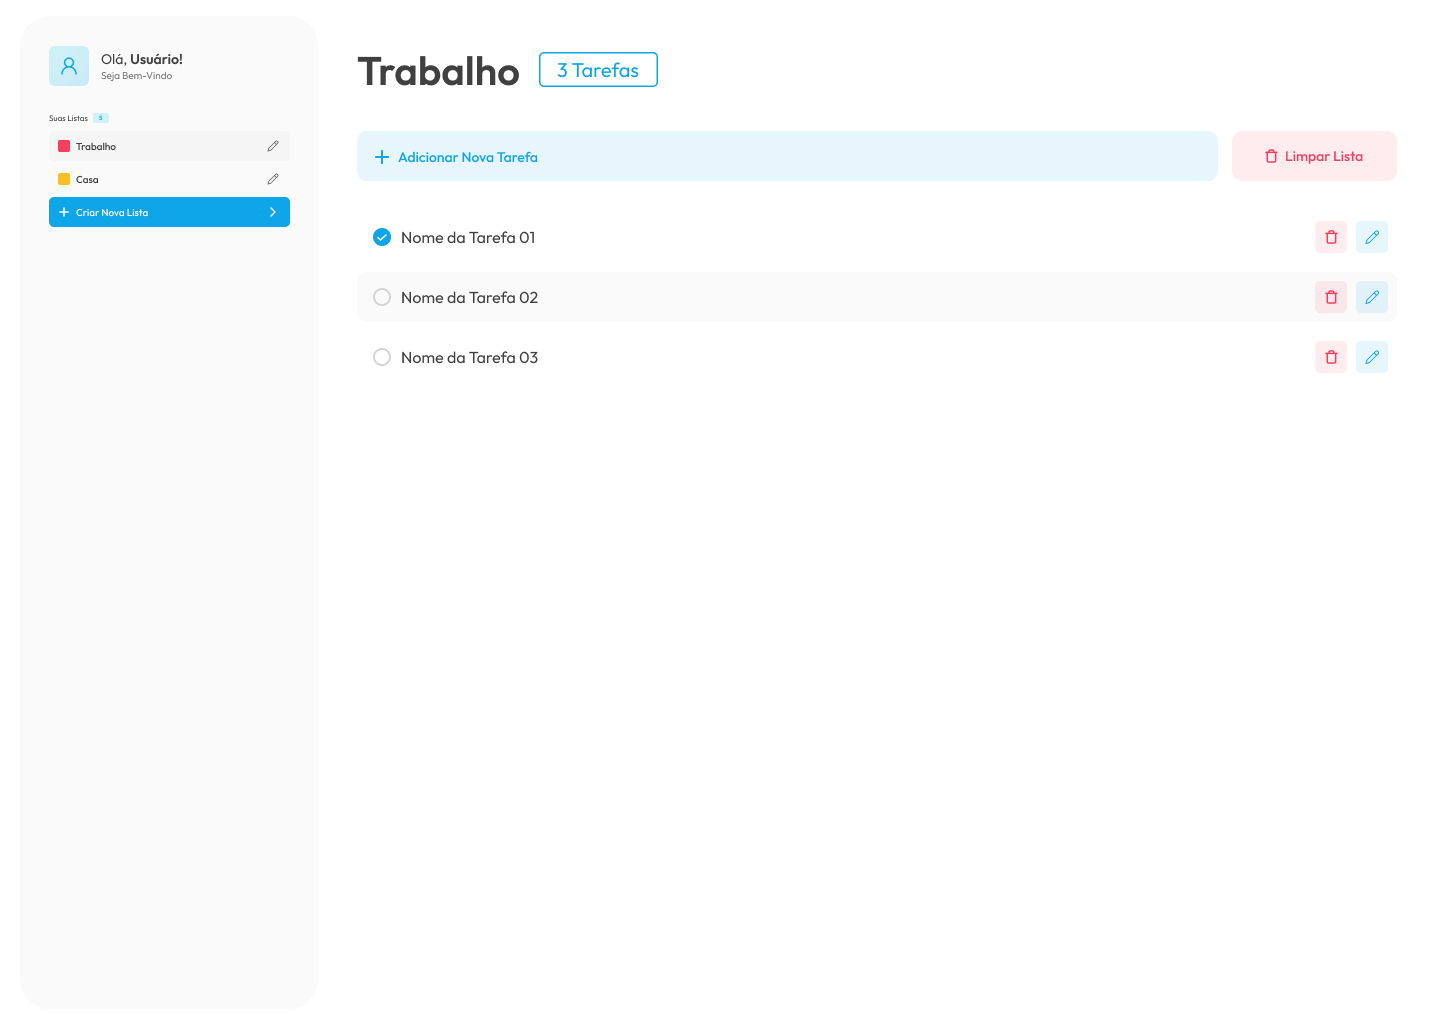 Olá, Usuário!
Seja Bem-Vindo
Suas Listas 5
Trabalho
Casa
Criar Nova Lista
Trabalho 3 Tarefas
Adicionar Nova Tarefa
Limpar Lista
Nome da Tarefa 01
Nome da Tarefa 02
Nome da Tarefa 03